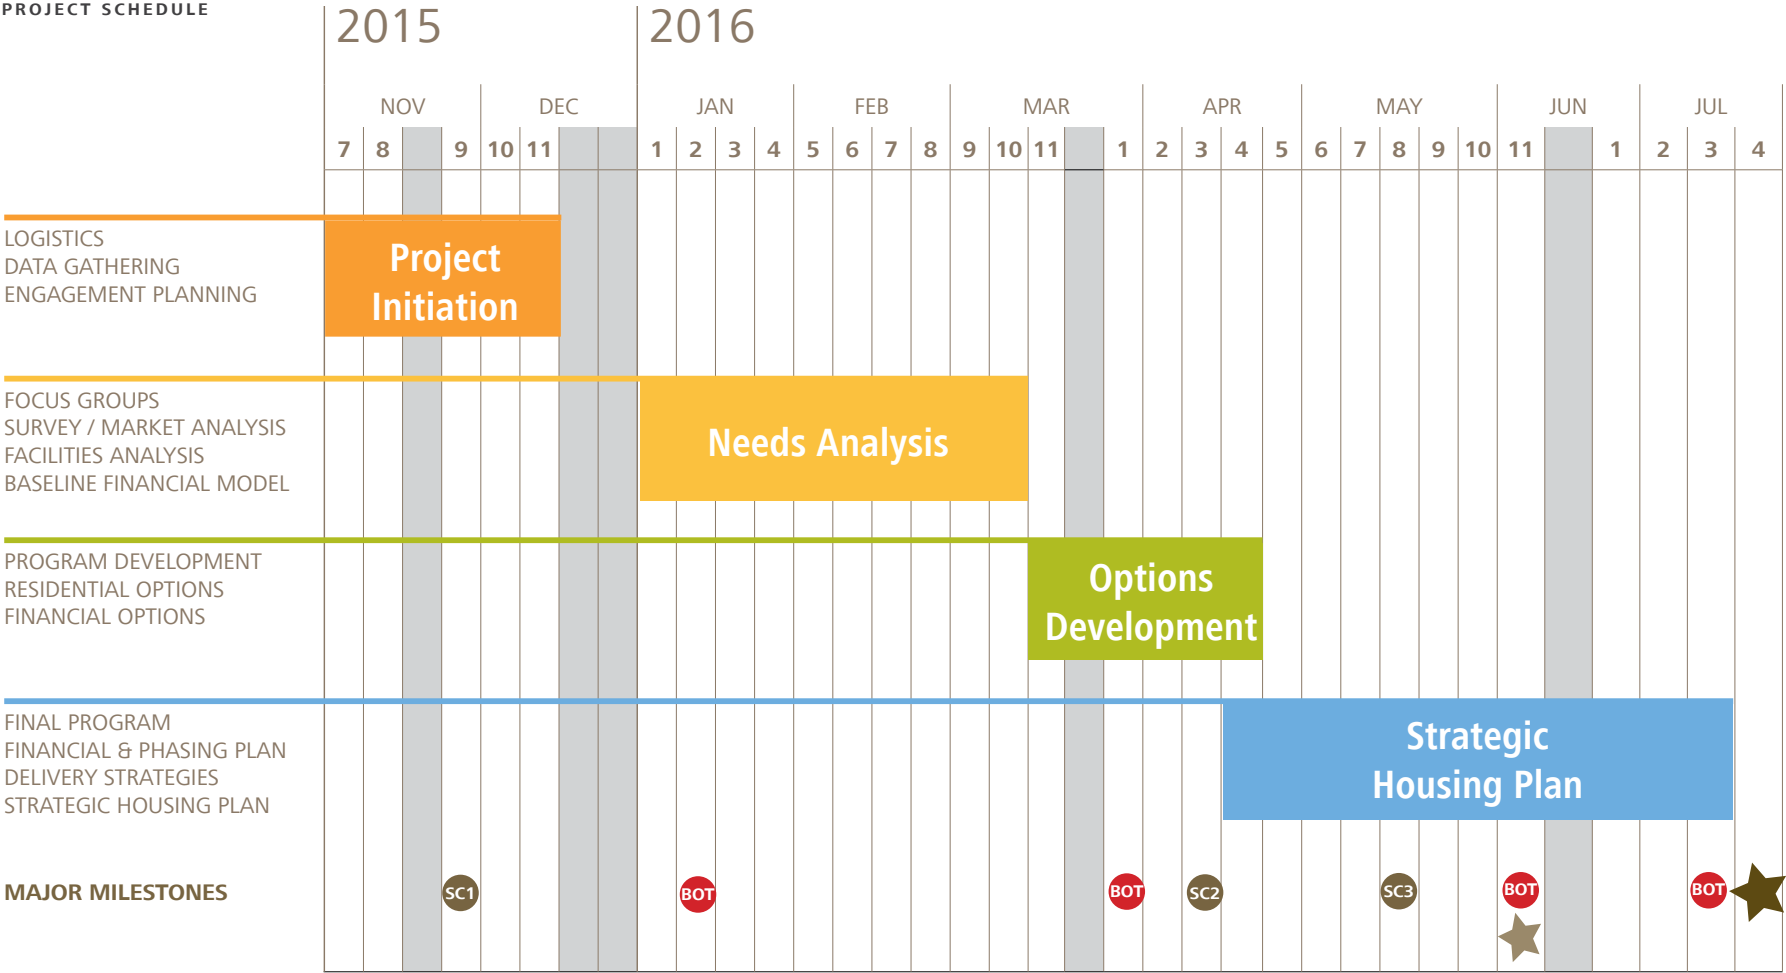 PROJECT SCHEDULE
2015 2016
NOV DEC JAN FEB MAR APR MAY JUN JUL
7 8 9 10 11 1 2 3 4 5 6 7 8 9 10 11 1 2 3 4 5 6 7 8 9 10 11 1 2 3 4
LOGISTICS
DATA GATHERING
ENGAGEMENT PLANNING
Project
Initiation
FOCUS GROUPS
SURVEY / MARKET ANALYSIS
FACILITIES ANALYSIS
BASELINE FINANCIAL MODEL
Needs Analysis
PROGRAM DEVELOPMENT
RESIDENTIAL OPTIONS
FINANCIAL OPTIONS
Options
Development
FINAL PROGRAM
FINANCIAL & PHASING PLAN
DELIVERY STRATEGIES
STRATEGIC HOUSING PLAN
Strategic
Housing Plan
MAJOR MILESTONES SC1 BOT BOT SC2 SC3 BOT BOT